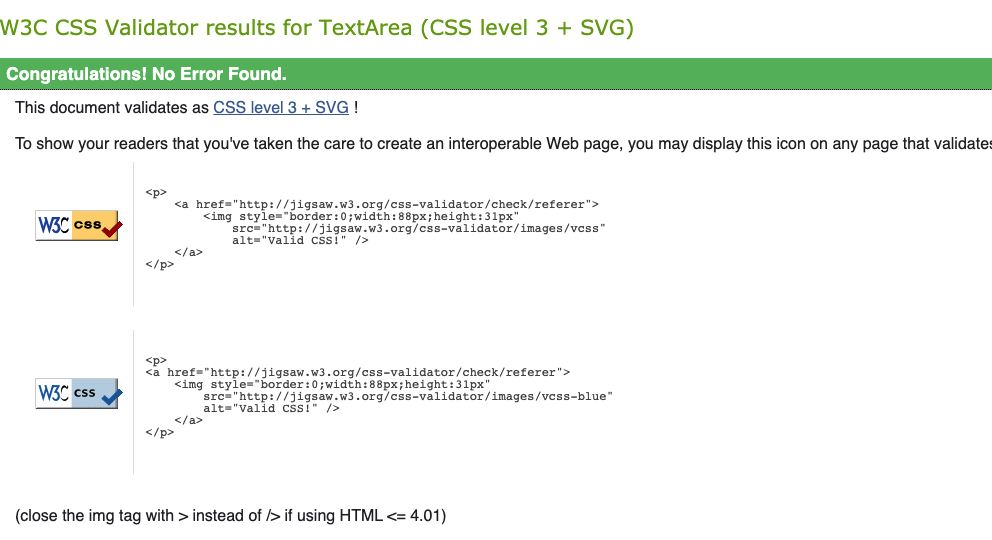 W3C CSS Validator results for TextArea (CSS level 3 + SVG)
Congratulations! No Error Found.
This document validates as CSS level 3 + SVG !
To show your readers that you've taken the care to create an interoperable Web page, you may display this icon on any page that validates
W3C css
<p>
<a href="http://jigsaw.w3.org/css-validator/check/referer">
<img style="border:0;width:88px;height:31px"
src="http://jigsaw.w3.org/css-validator/images/vcss"
alt="Valid CSS!" />
</a>
</p>
W3C css
<p>
<a href="http://jigsaw.w3.org/css-validator/check/referer">
<img style="border:0;width:88px;height:31px"
src="http://jigsaw.w3.org/css-validator/images/vcss-blue"
alt="Valid CSS!" />
</a>
</p>
(close the img tag with > instead of /> if using HTML <= 4.01)